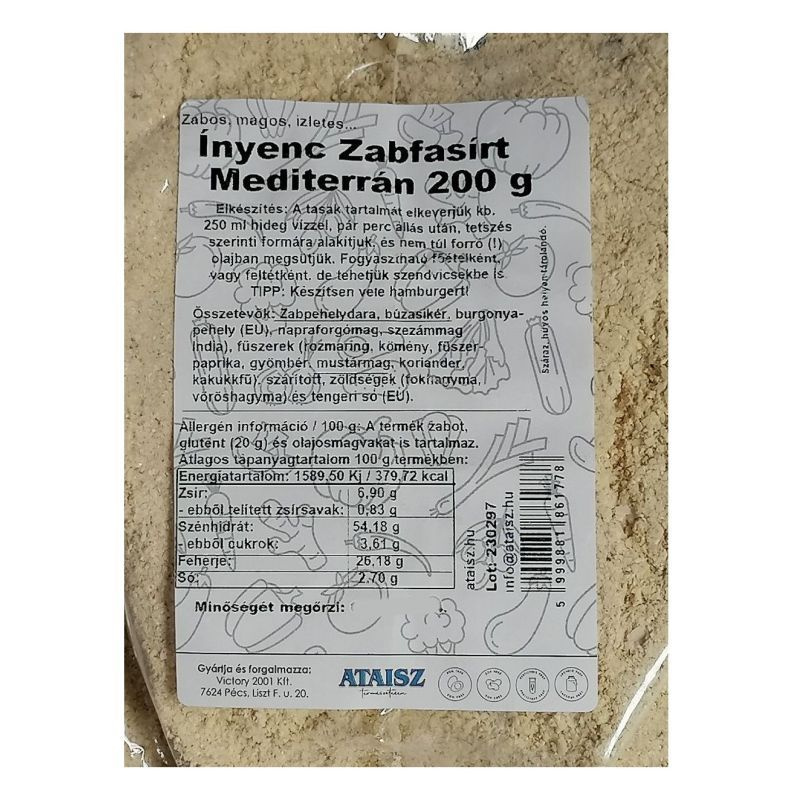 Zabos, magos, ízletes...
Ínyenc Zabfasírt
Mediterrán 200 g
Elkészítés: A tasak tartalmát elkeverjük kb.
250 ml hideg vízzel, pár perc állás után, tetszés
szerinti formára alakítjuk, és nem túl forró (!)
olajban megsütjük. Fogyasztható főételként,
vagy feltétként, de tehetjük szendvicsekbe is.
TIPP: Készítsen vele hamburgert!
Összetevők: Zabpehelydara, búzasikér, burgonya-
pehely (EU), napraforgómag, szezámmag
India), fűszerek (rozmaring, kömény, fűszer-
paprika, gyömbér, mustármag, koriander,
kakukkfű), szárított, zöldségek (fokhagyma,
vöröshagyma) és tengeri só (EU).
Száraz, hűvös helyen tárolandó.
Allergén információ / 100 g: A termék zabot,
glutént (20 g) és olajosmagvakat is tartalmaz.
Átlagos tápanyagtartalom 100 g termékben:
Energiatartalom: 1589,50 Kj / 379,72 kcal
Zsír: 6,90 g
- ebből telített zsírsavak: 0,83 g
Szénhidrát: 54,18 g
- ebből cukrok: 3,61 g
Fehérje: 26,18 g
Só: 2,70 g
ataisz.hu
Lot: 230297
info@ataisz.hu
5 999881 861778
Minőségét megőrzi:
Gyártja és forgalmazza:
Victory 2001 Kft.
7624 Pécs, Liszt F. u. 20.
ATAISZ
természetesen